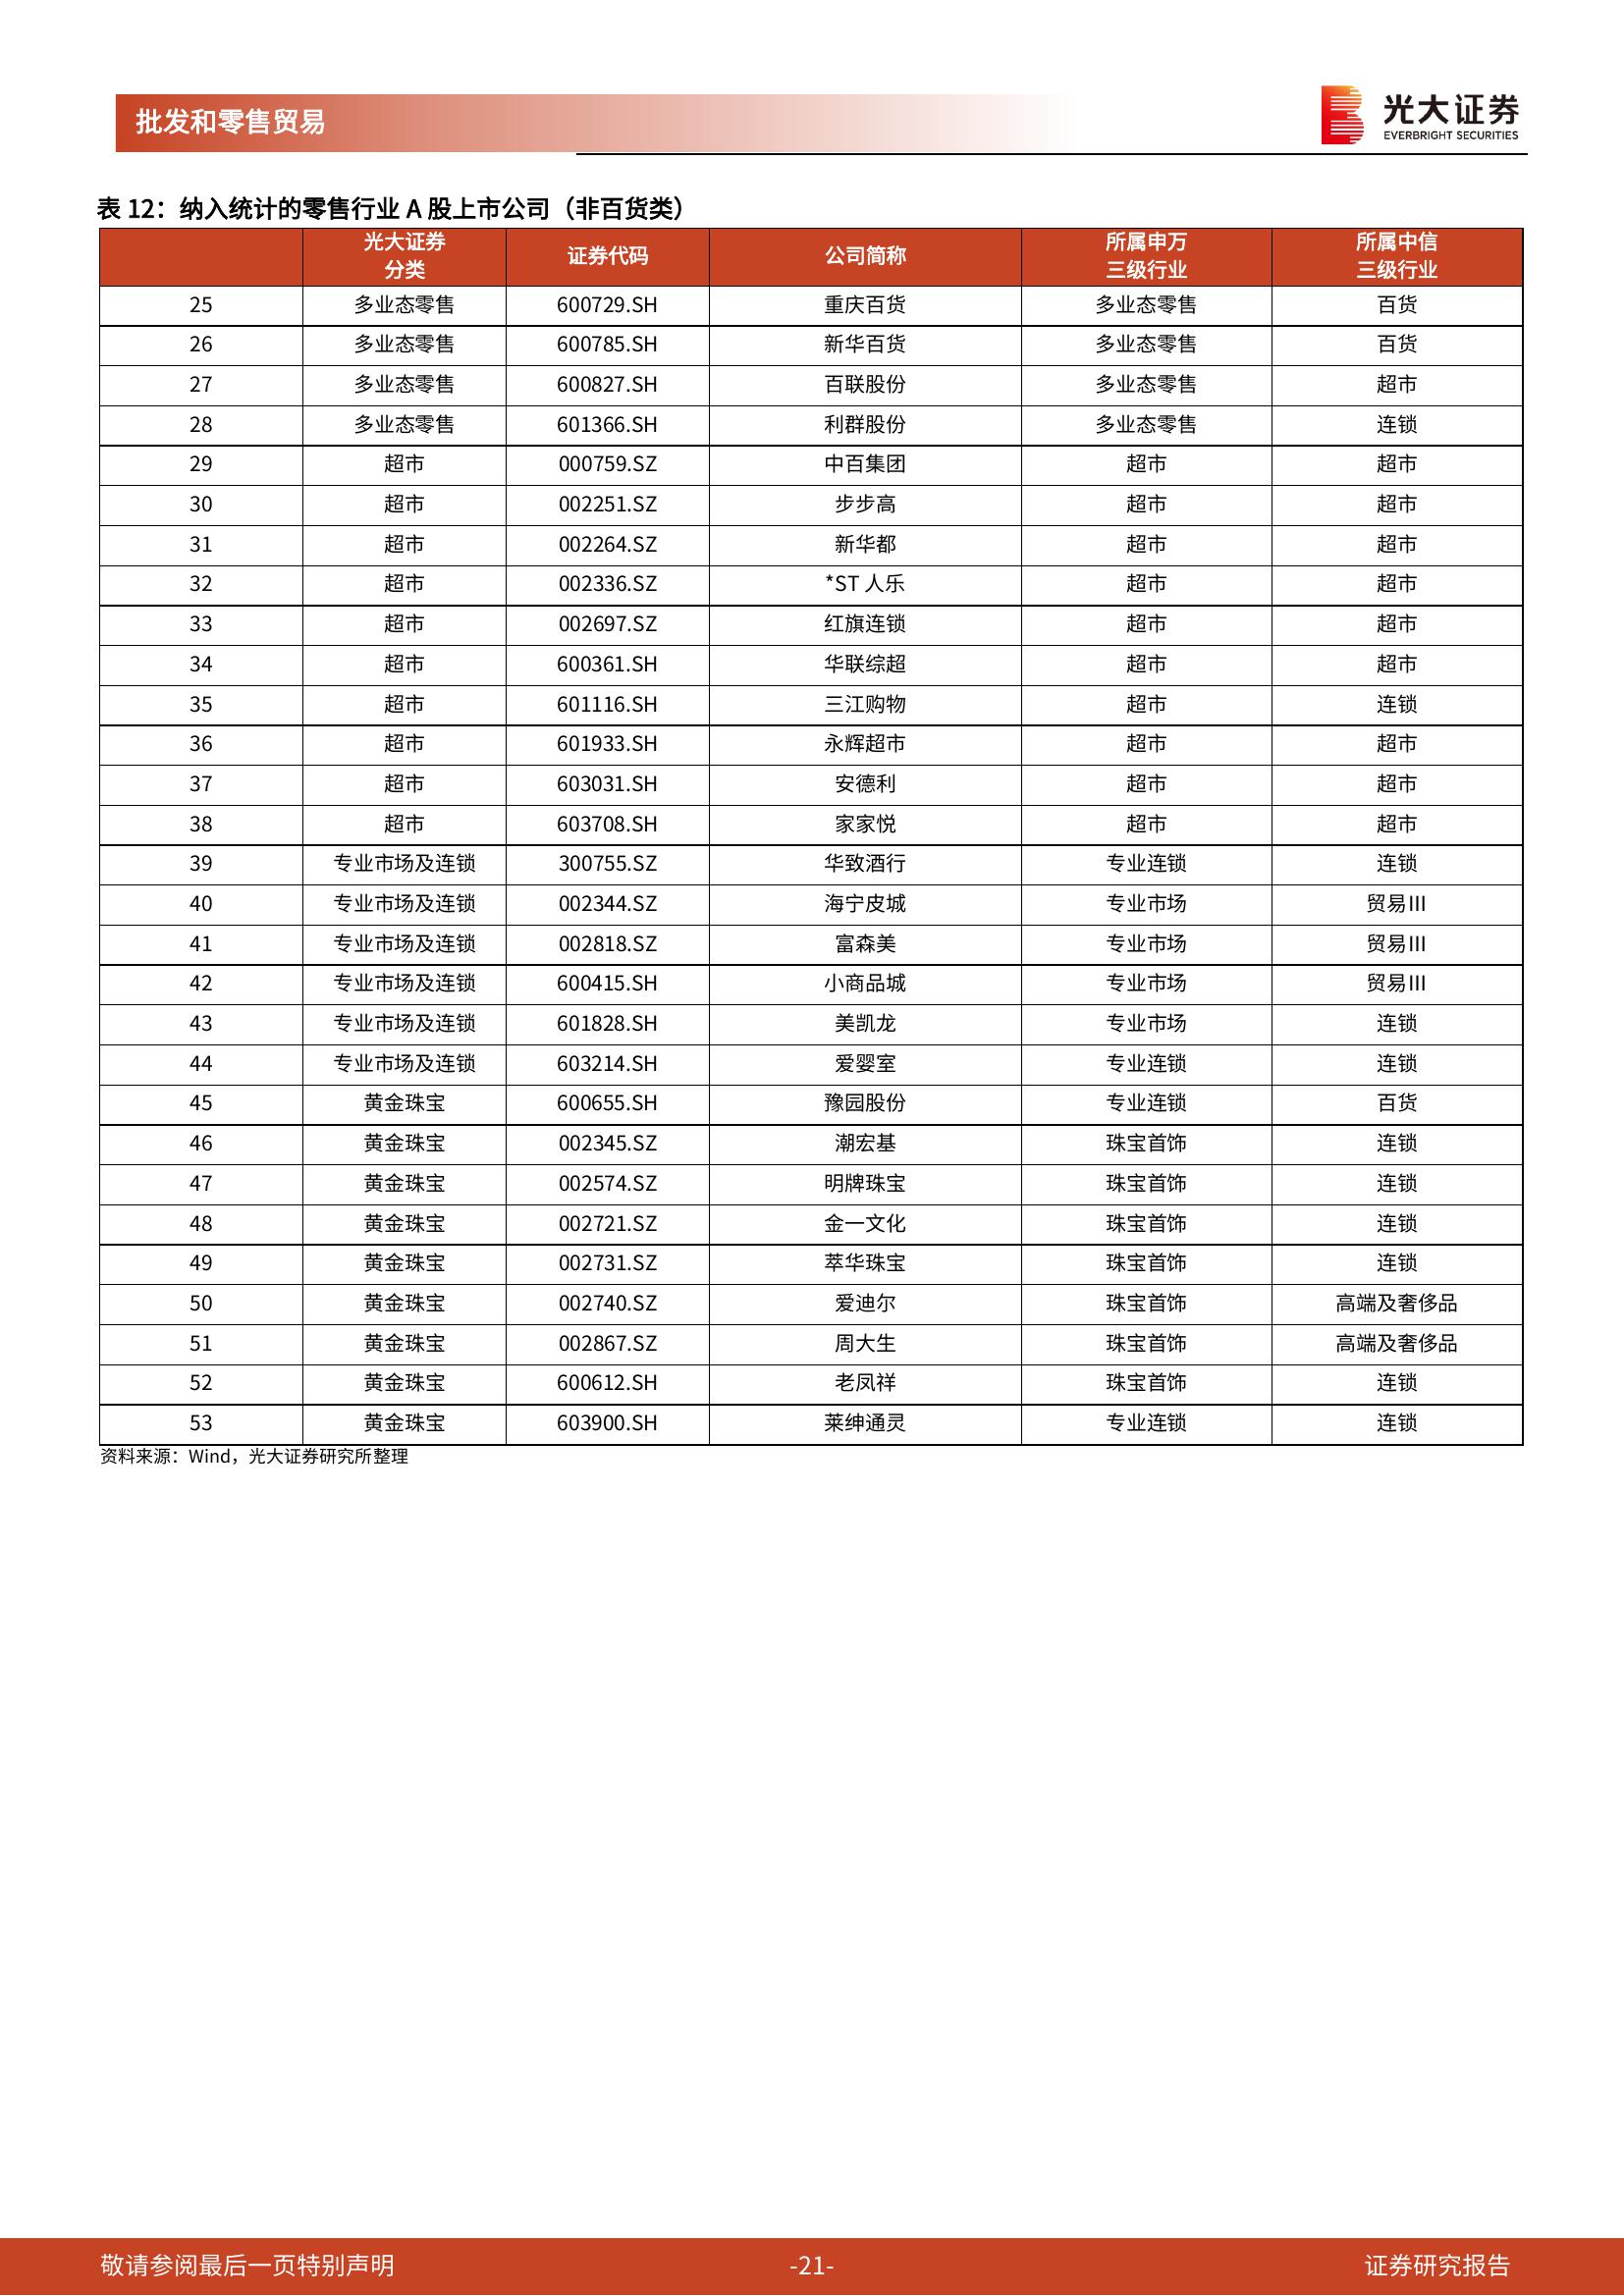 批发和零售贸易
光大证券
EVERBRIGHT SECURITIES
表 12：纳入统计的零售行业 A 股上市公司（非百货类）
光大证券分类 证券代码 公司简称 所属申万三级行业 所属中信三级行业
25 多业态零售 600729.SH 重庆百货 多业态零售 百货
26 多业态零售 600785.SH 新华百货 多业态零售 百货
27 多业态零售 600827.SH 百联股份 多业态零售 超市
28 多业态零售 601366.SH 利群股份 多业态零售 连锁
29 超市 000759.SZ 中百集团 超市 超市
30 超市 002251.SZ 步步高 超市 超市
31 超市 002264.SZ 新华都 超市 超市
32 超市 002336.SZ *ST 人乐 超市 超市
33 超市 002697.SZ 红旗连锁 超市 超市
34 超市 600361.SH 华联综超 超市 超市
35 超市 601116.SH 三江购物 超市 连锁
36 超市 601933.SH 永辉超市 超市 超市
37 超市 603031.SH 安德利 超市 超市
38 超市 603708.SH 家家悦 超市 超市
39 专业市场及连锁 300755.SZ 华致酒行 专业连锁 连锁
40 专业市场及连锁 002344.SZ 海宁皮城 专业市场 贸易III
41 专业市场及连锁 002818.SZ 富森美 专业市场 贸易III
42 专业市场及连锁 600415.SH 小商品城 专业市场 贸易III
43 专业市场及连锁 601828.SH 美凯龙 专业市场 连锁
44 专业市场及连锁 603214.SH 爱婴室 专业连锁 连锁
45 黄金珠宝 600655.SH 豫园股份 专业连锁 百货
46 黄金珠宝 002345.SZ 潮宏基 珠宝首饰 连锁
47 黄金珠宝 002574.SZ 明牌珠宝 珠宝首饰 连锁
48 黄金珠宝 002721.SZ 金一文化 珠宝首饰 连锁
49 黄金珠宝 002731.SZ 萃华珠宝 珠宝首饰 连锁
50 黄金珠宝 002740.SZ 爱迪尔 珠宝首饰 高端及奢侈品
51 黄金珠宝 002867.SZ 周大生 珠宝首饰 高端及奢侈品
52 黄金珠宝 600612.SH 老凤祥 珠宝首饰 连锁
53 黄金珠宝 603900.SH 莱绅通灵 专业连锁 连锁
资料来源：Wind，光大证券研究所整理
敬请参阅最后一页特别声明 -21- 证券研究报告